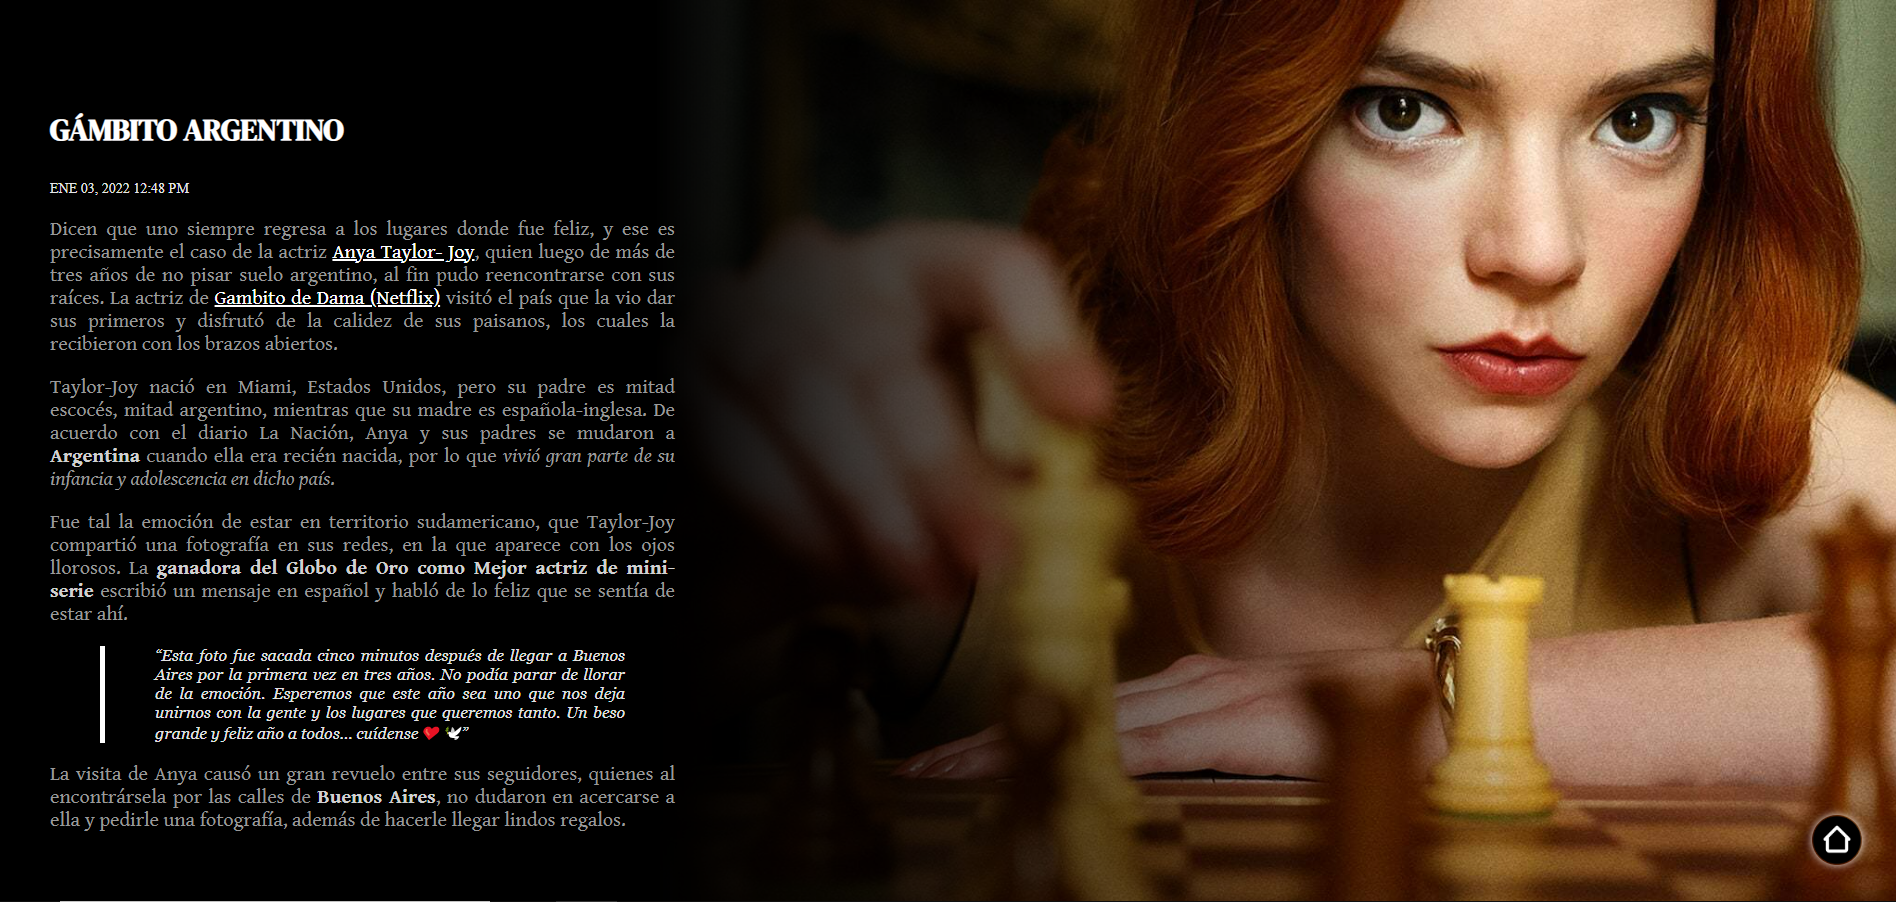 GÁMBITO ARGENTINO
ENE 03, 2022 12:48 PM
Dicen que uno siempre regresa a los lugares donde fue feliz, y ese es
precisamente el caso de la actriz Anya Taylor- Joy, quien luego de más de
tres años de no pisar suelo argentino, al fin pudo reencontrarse con sus
raíces. La actriz de Gambito de Dama (Netflix) visitó el país que la vio dar
sus primeros y disfrutó de la calidez de sus paisanos, los cuales la
recibieron con los brazos abiertos.
Taylor-Joy nació en Miami, Estados Unidos, pero su padre es mitad
escocés, mitad argentino, mientras que su madre es española-inglesa. De
acuerdo con el diario La Nación, Anya y sus padres se mudaron a
Argentina cuando ella era recién nacida, por lo que vivió gran parte de su
infancia y adolescencia en dicho país.
Fue tal la emoción de estar en territorio sudamericano, que Taylor-Joy
compartió una fotografía en sus redes, en la que aparece con los ojos
llorosos. La ganadora del Globo de Oro como Mejor actriz de mini-
serie escribió un mensaje en español y habló de lo feliz que se sentía de
estar ahí.
“Esta foto fue sacada cinco minutos después de llegar a Buenos
Aires por la primera vez en tres años. No podía parar de llorar
de la emoción. Esperemos que este año sea uno que nos deja
unirnos con la gente y los lugares que queremos tanto. Un beso
grande y feliz año a todos... cuídense ❤️ 🕊️”
La visita de Anya causó un gran revuelo entre sus seguidores, quienes al
encontrársela por las calles de Buenos Aires, no dudaron en acercarse a
ella y pedirle una fotografía, además de hacerle llegar lindos regalos.